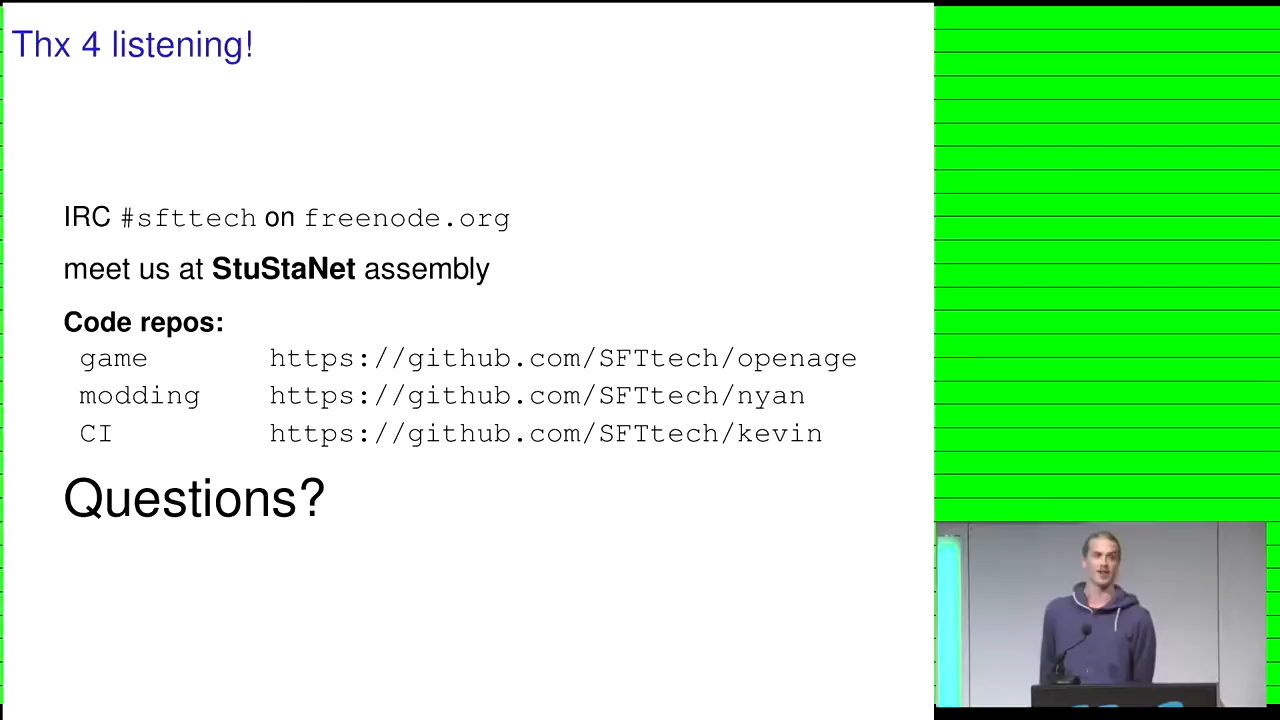 Thx 4 listening!
IRC #sfttech on freenode.org
meet us at StuStaNet assembly
Code repos:
game https://github.com/SFTtech/openage
modding https://github.com/SFTtech/nyan
CI https://github.com/SFTtech/kevin
Questions?